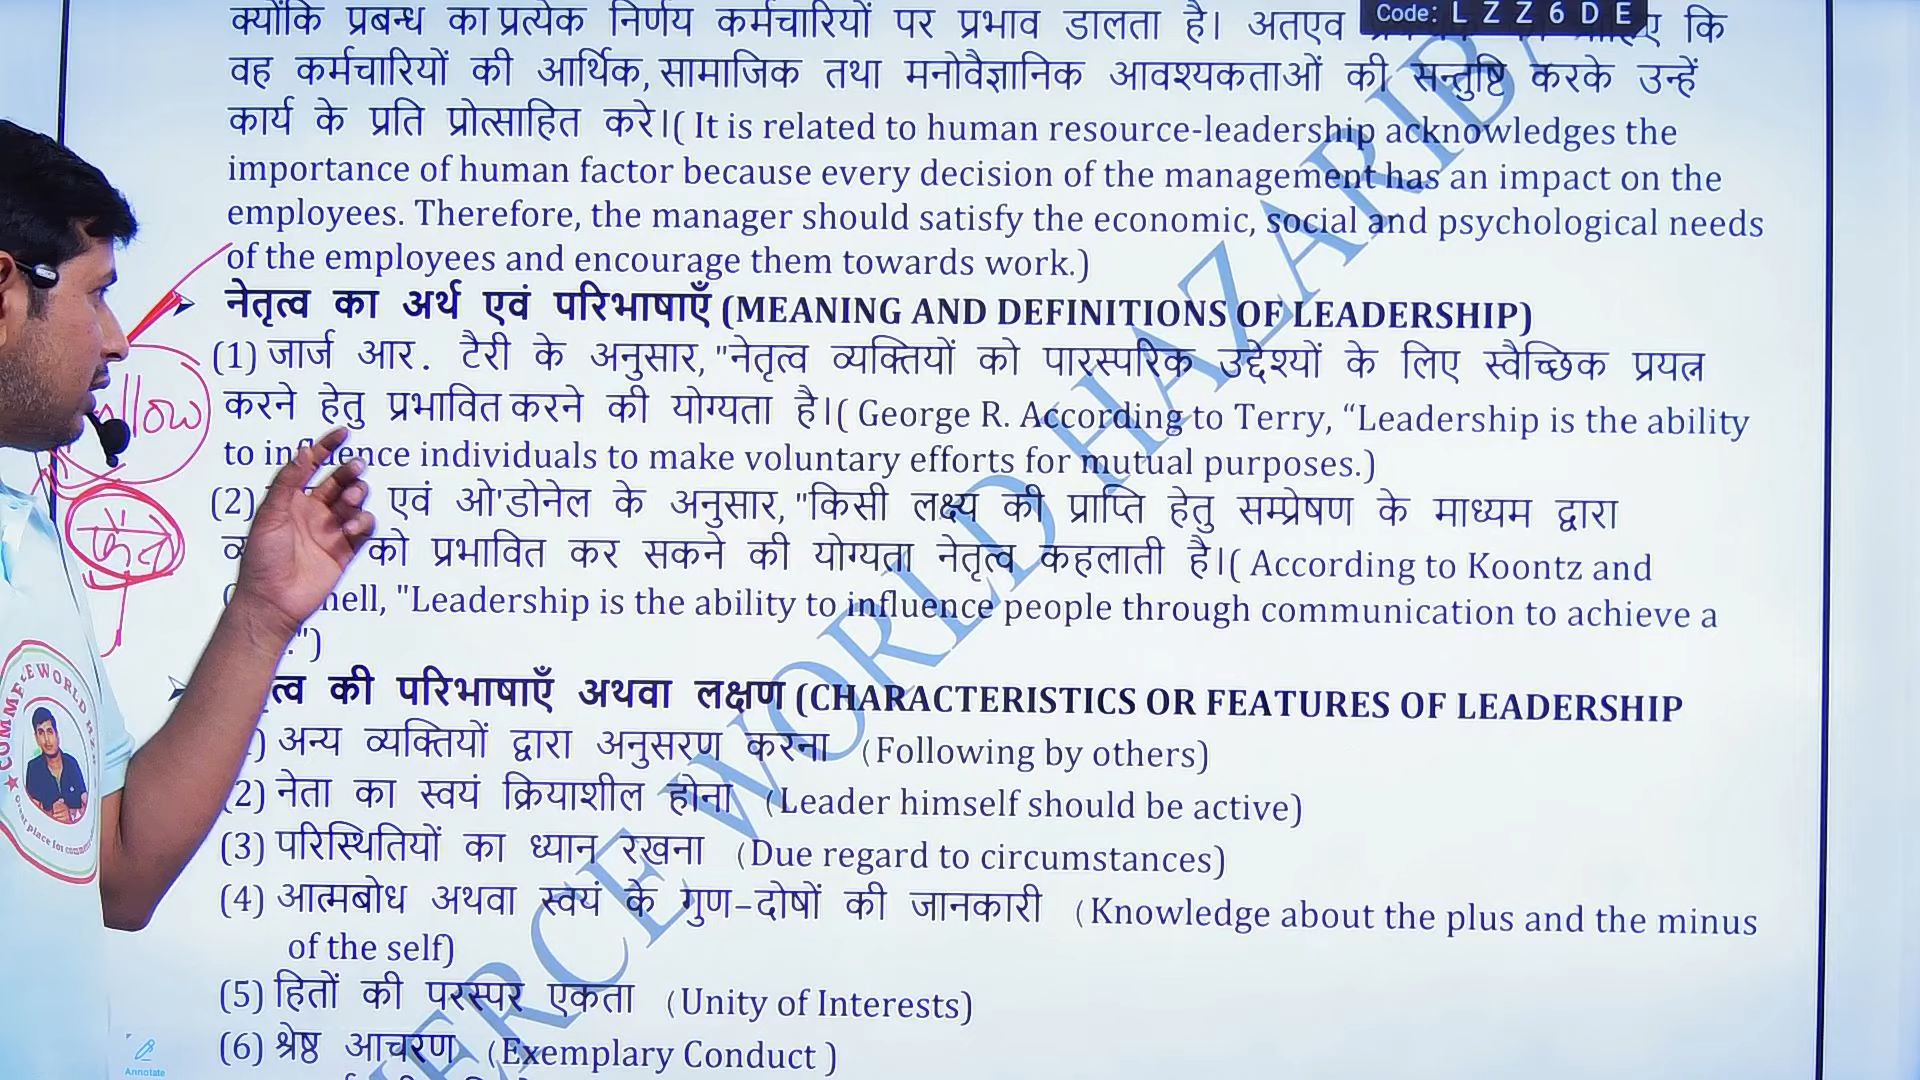 क्योंकि प्रबन्ध का प्रत्येक निर्णय कर्मचारियों पर प्रभाव डालता है। अतएव कि
Code: L Z Z 6 D E
वह कर्मचारियों की आर्थिक, सामाजिक तथा मनोवैज्ञानिक आवश्यकताओं की सन्तुष्टि करके उन्हें
कार्य के प्रति प्रोत्साहित करे।( It is related to human resource-leadership acknowledges the
importance of human factor because every decision of the management has an impact on the
employees. Therefore, the manager should satisfy the economic, social and psychological needs
of the employees and encourage them towards work.)
नेतृत्व का अर्थ एवं परिभाषाएँ (MEANING AND DEFINITIONS OF LEADERSHIP)
(1) जार्ज आर. टैरी के अनुसार, "नेतृत्व व्यक्तियों को पारस्परिक उद्देश्यों के लिए स्वैच्छिक प्रयत्न
करने हेतु प्रभावित करने की योग्यता है।( George R. According to Terry, “Leadership is the ability
to influence individuals to make voluntary efforts for mutual purposes.)
(2) एवं ओ'डोनेल के अनुसार, "किसी लक्ष्य की प्राप्ति हेतु सम्प्रेषण के माध्यम द्वारा
को प्रभावित कर सकने की योग्यता नेतृत्व कहलाती है।( According to Koontz and
"Leadership is the ability to influence people through communication to achieve a
.")
की परिभाषाएँ अथवा लक्षण (CHARACTERISTICS OR FEATURES OF LEADERSHIP
) अन्य व्यक्तियों द्वारा अनुसरण करना (Following by others)
(2) नेता का स्वयं क्रियाशील होना (Leader himself should be active)
(3) परिस्थितियों का ध्यान रखना (Due regard to circumstances)
(4) आत्मबोध अथवा स्वयं के गुण-दोषों की जानकारी (Knowledge about the plus and the minus
of the self)
(5) हितों की परस्पर एकता (Unity of Interests)
(6) श्रेष्ठ आचरण (Exemplary Conduct )
Annotate
COMMERCE WORLD HAZARIB